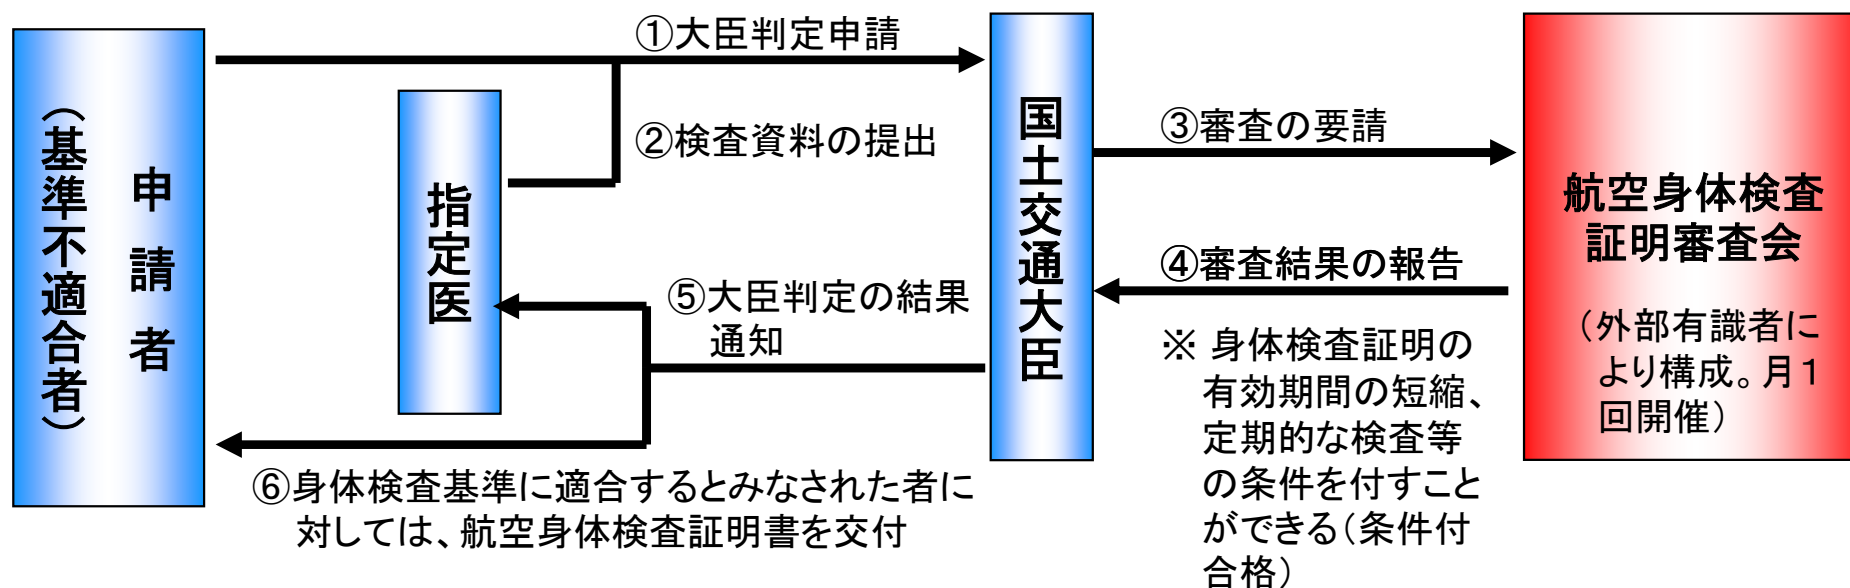 申請者
（基準不適合者）
①大臣判定申請
②検査資料の提出
指定医
⑤大臣判定の結果
通知
⑥身体検査基準に適合するとみなされた者に
対しては、航空身体検査証明書を交付
国土交通大臣
③審査の要請
④審査結果の報告
※ 身体検査証明の
有効期間の短縮、
定期的な検査等
の条件を付すこと
ができる（条件付
合格）
航空身体検査
証明審査会
（外部有識者に
より構成。月１
回開催）